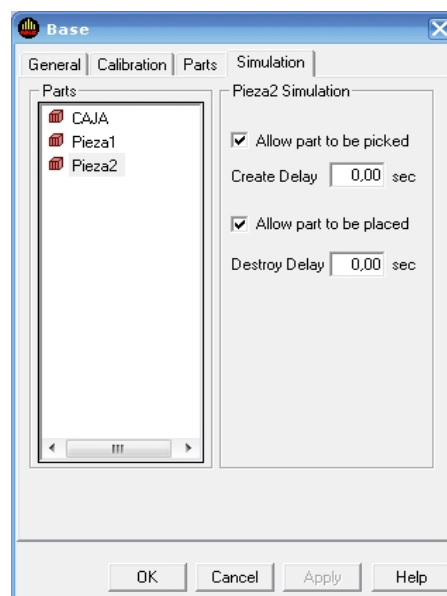 Base
General Calibration Parts Simulation
Parts
CAJA
Pieza1
Pieza2
Pieza2 Simulation
Allow part to be picked
Create Delay 0,00 sec
Allow part to be placed
Destroy Delay 0,00 sec
OK Cancel Apply Help